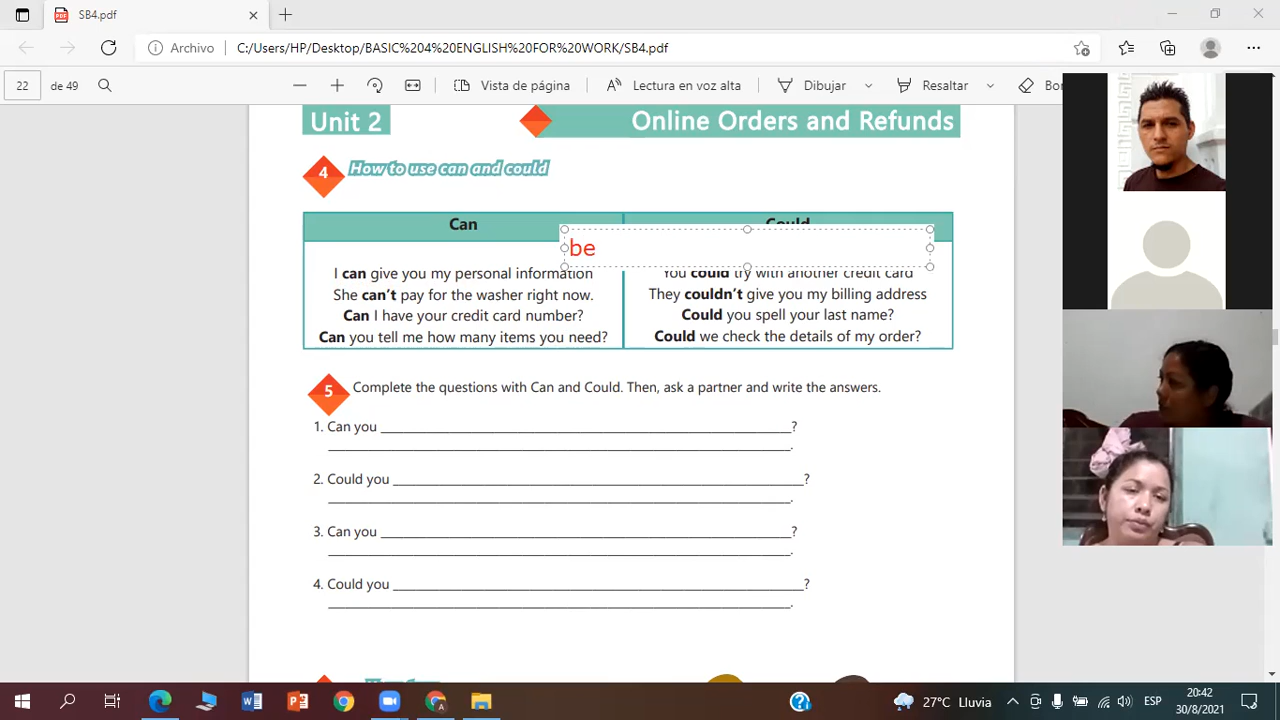 SB4.pdf
Archivo
C:/Users/HP/Desktop/BASIC%204%20ENGLISH%20FOR%20WORK/SB4.pdf
22 de 49
Vista de página
Lectura en voz alta
Dibujar
Resaltar
Bor
Unit 2
Online Orders and Refunds
4
How to use can and could
Can
Could
be
I can give you my personal information
She can't pay for the washer right now.
Can I have your credit card number?
Can you tell me how many items you need?
You could try with another credit card
They couldn't give you my billing address
Could you spell your last name?
Could we check the details of my order?
5
Complete the questions with Can and Could. Then, ask a partner and write the answers.
1. Can you ?
.
2. Could you ?
.
3. Can you ?
.
4. Could you ?
.
27°C Lluvia
ESP
20:42
30/8/2021